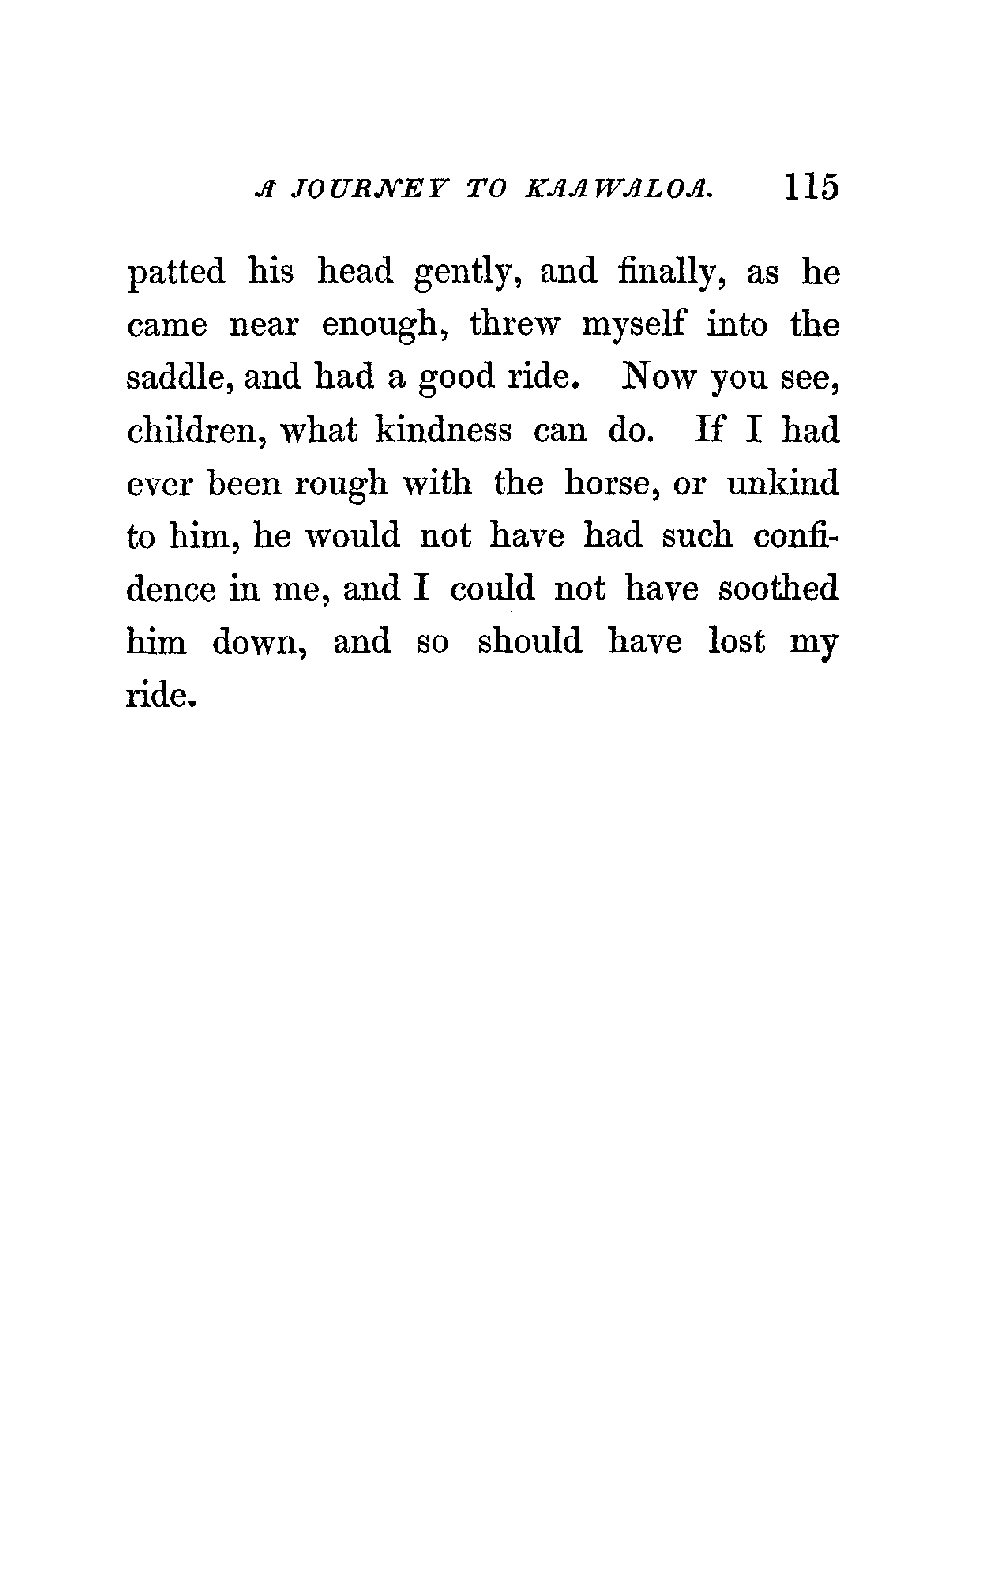 A JOURNEY TO KAAWALOA. 115
patted his head gently, and finally, as he
came near enough, threw myself into the
saddle, and had a good ride. Now you see,
children, what kindness can do. If I had
ever been rough with the horse, or unkind
to him, he would not have had such confi-
dence in me, and I could not have soothed
him down, and so should have lost my
ride.